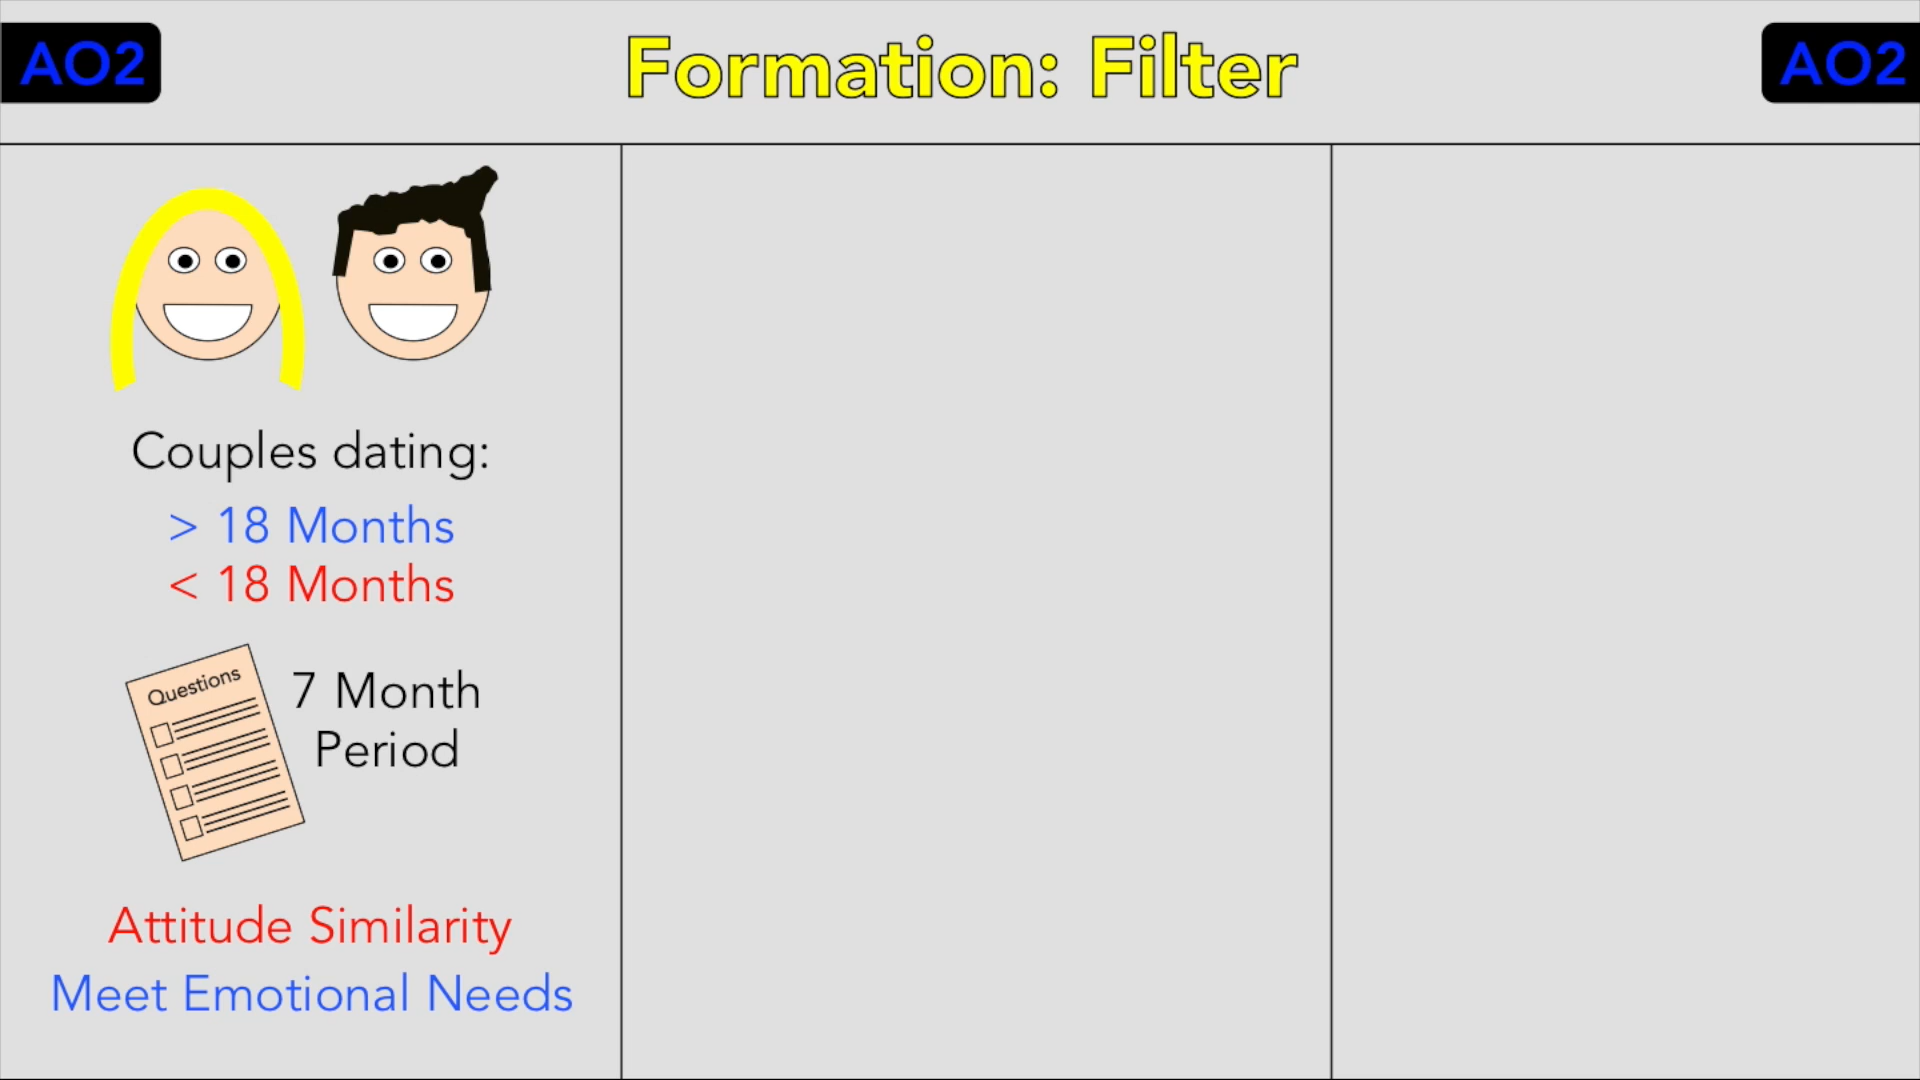 AO2
Formation: Filter
AO2
Couples dating:
> 18 Months
< 18 Months
Questions
7 Month
Period
Attitude Similarity
Meet Emotional Needs